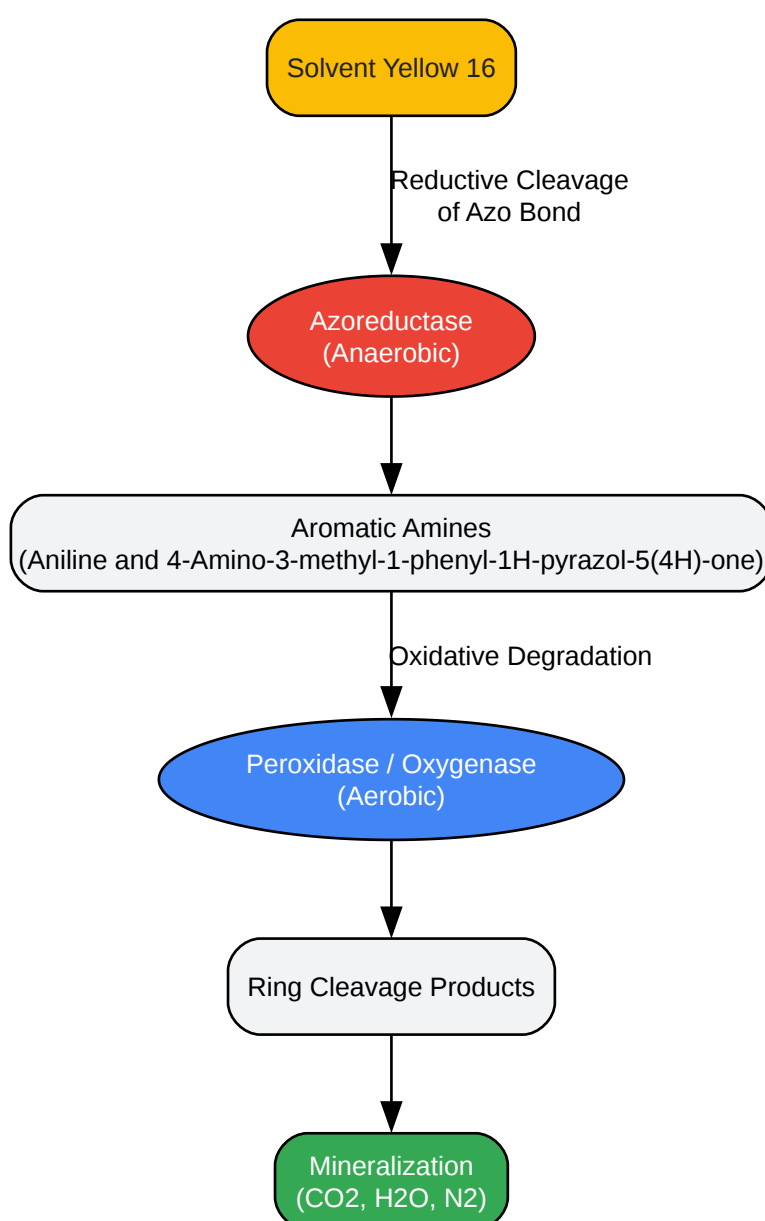 Solvent Yellow 16
Reductive Cleavage
of Azo Bond
Azoreductase
(Anaerobic)
Aromatic Amines
(Aniline and 4-Amino-3-methyl-1-phenyl-1H-pyrazol-5(4H)-one)
Oxidative Degradation
Peroxidase / Oxygenase
(Aerobic)
Ring Cleavage Products
Mineralization
(CO2, H2O, N2)